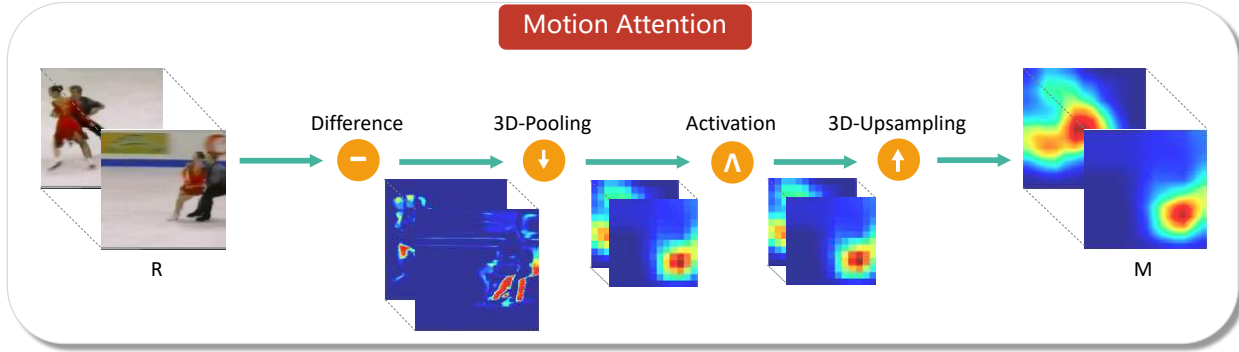 Motion Attention
Difference
3D-Pooling
Activation
3D-Upsampling
R
M